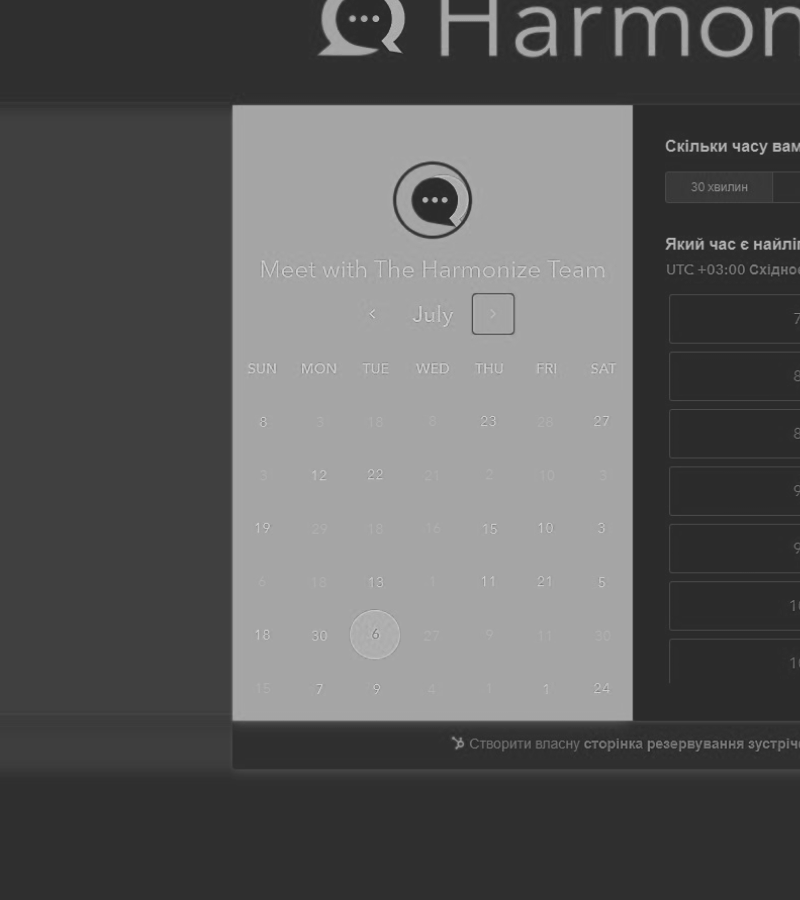 Harmon
Скільки часу вам
30 хвилин
Який час є найліп
UTC +03:00 Східноє
Meet with The Harmonize Team
July
SUN MON TUE WED THU FRI SAT
8 3 18 8 23 26 27
3 12 22 21 2 10 3
19 29 18 16 15 10 3
6 18 13 1 11 21 5
18 30 6 27 9 11 30
15 7 9 4 1 1 24
7
8
8
9
9
10
10
Створити власну сторінка резервування зустріче